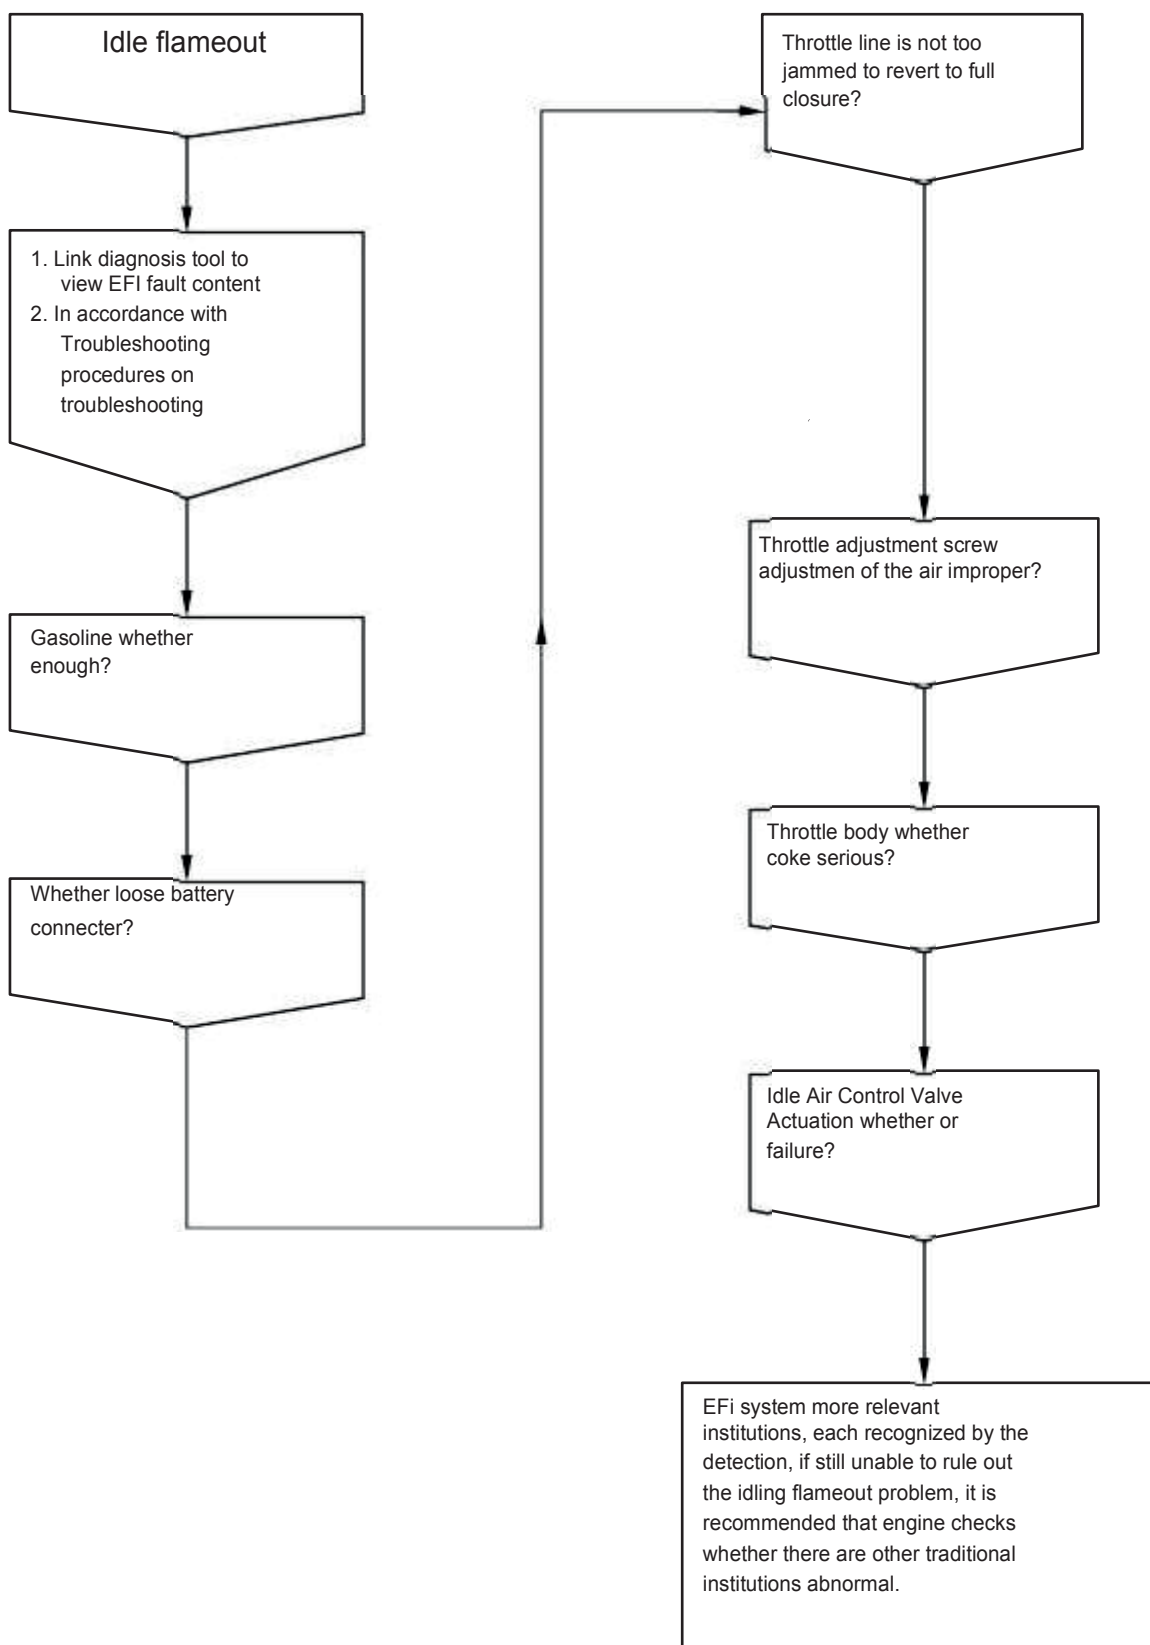 Idle flameout
1. Link diagnosis tool to
view EFI fault content
2. In accordance with
Troubleshooting
procedures on
troubleshooting
Gasoline whether
enough?
Whether loose battery
connecter?
Throttle line is not too
jammed to revert to full
closure?
Throttle adjustment screw
adjustmen of the air improper?
Throttle body whether
coke serious?
Idle Air Control Valve
Actuation whether or
failure?
EFi system more relevant
institutions, each recognized by the
detection, if still unable to rule out
the idling flameout problem, it is
recommended that engine checks
whether there are other traditional
institutions abnormal.